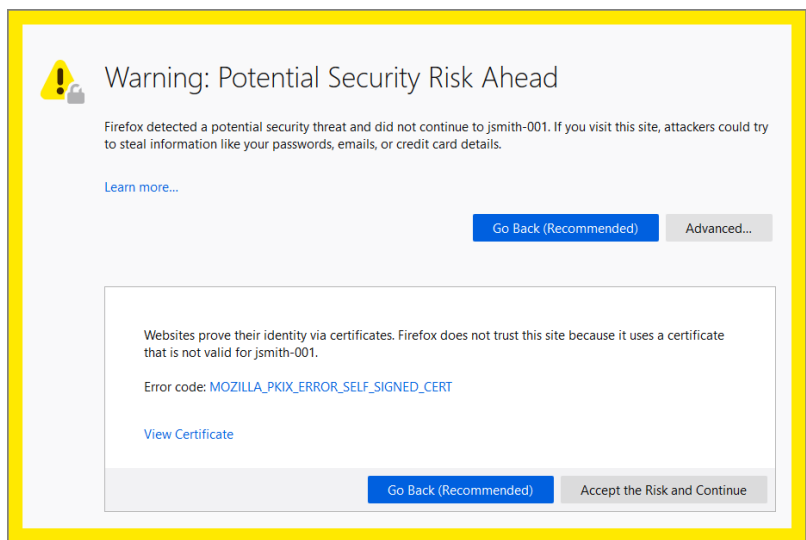 Warning: Potential Security Risk Ahead
Firefox detected a potential security threat and did not continue to jsmith-001. If you visit this site, attackers could try
to steal information like your passwords, emails, or credit card details.
Learn more...
Go Back (Recommended)
Advanced...
Websites prove their identity via certificates. Firefox does not trust this site because it uses a certificate
that is not valid for jsmith-001.
Error code: MOZILLA_PKIX_ERROR_SELF_SIGNED_CERT
View Certificate
Go Back (Recommended)
Accept the Risk and Continue